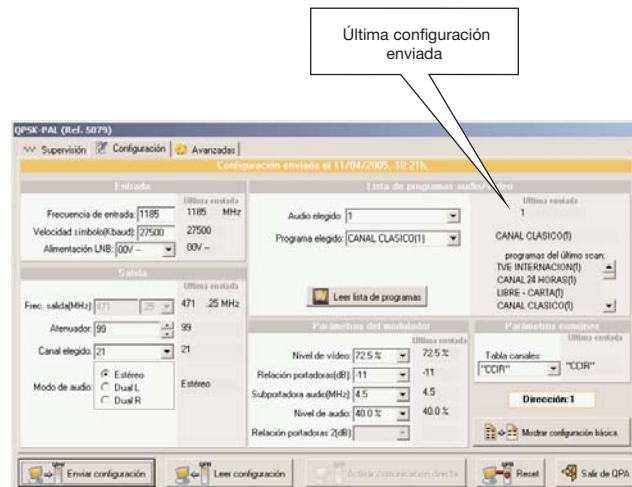 Última configuración
enviada
QPSK-PAL (Ref. 5079)
Supervisión Configuración Avanzadas
Configuración enviada el 11/04/2005, 10:21h.
Entrada
Última enviada
Frecuencia de entrada: 1185 1185 MHz
Velocidad símbolo(Kbaud): 27500 27500
Alimentación LNB: 00V -- 00V --
Salida
Última enviada
Frec. salida(MHz): 471 .25 471 .25 MHz
Atenuador: 99 99
Canal elegido: 21 21
Modo de audio: Estéreo Dual L Dual R Estéreo
Lista de programas audio/vídeo
Última enviada
Audio elegido: 1 1
Programa elegido: CANAL CLASICO(1) CANAL CLASICO(1)
programas del último scan:
TVE INTERNACION(1)
CANAL 24 HORAS(1)
LIBRE - CARTA(1)
CANAL CLASICO(1)
Leer lista de programas
Parámetros del modulador
Última enviada
Nivel de vídeo: 72.5 % 72.5 %
Relación portadoras(dB): -11 -11
Subportadora audio(MHz): 4.5 4.5
Nivel de audio: 40.0 % 40.0 %
Relación portadoras 2(dB):
Parámetros comúnes
Última enviada
Tabla canales:
"CCIR" "CCIR"
Dirección:1
Mostrar configuración básica.
Enviar configuración Leer configuración Activar comunicación directa Reset Salir de QPA